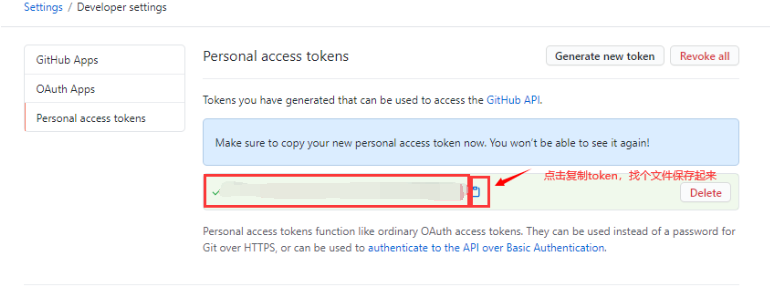 Settings / Developer settings
GitHub Apps
OAuth Apps
Personal access tokens
Personal access tokens
Generate new token
Revoke all
Tokens you have generated that can be used to access the GitHub API.
Make sure to copy your new personal access token now. You won't be able to see it again!
点击复制token，找个文件保存起来
Delete
Personal access tokens function like ordinary OAuth access tokens. They can be used instead of a password for
Git over HTTPS, or can be used to authenticate to the API over Basic Authentication.